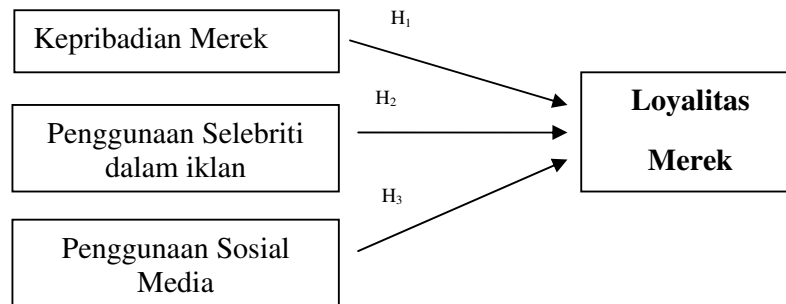 H₁
Kepribadian Merek
H₂
Penggunaan Selebriti
dalam iklan
H₃
Penggunaan Sosial
Media
Loyalitas
Merek